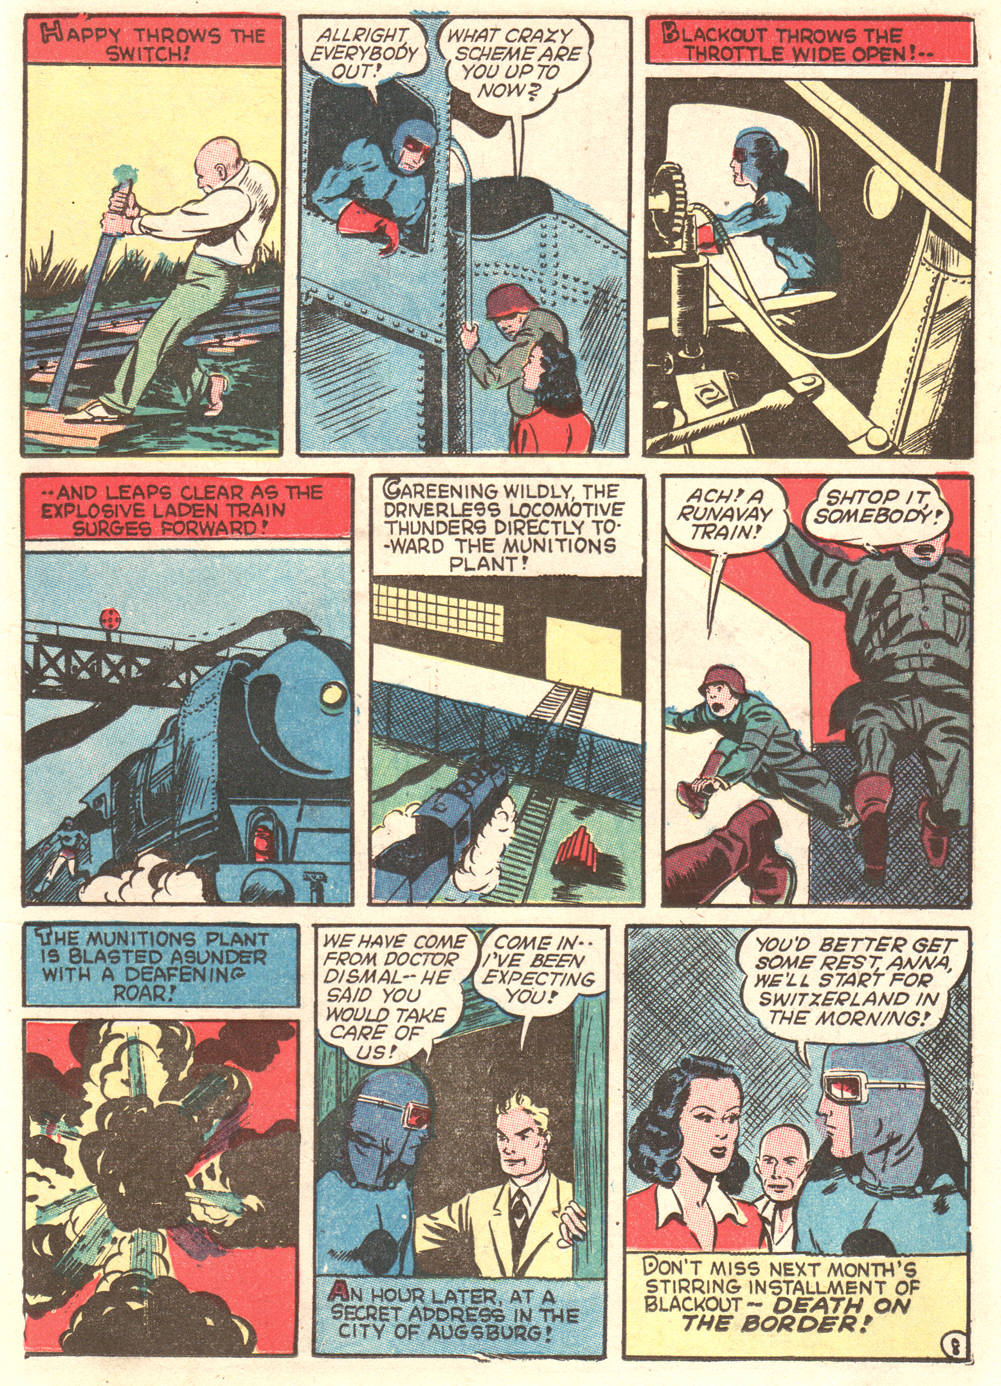 HAPPY THROWS THE
SWITCH!
ALLRIGHT,
EVERYBODY
OUT!
WHAT CRAZY
SCHEME ARE
YOU UP TO
NOW?
BLACKOUT THROWS THE
THROTTLE WIDE OPEN!--
--AND LEAPS CLEAR AS THE
EXPLOSIVE LADEN TRAIN
SURGES FORWARD!
CAREENING WILDLY, THE
DRIVERLESS LOCOMOTIVE
THUNDERS DIRECTLY TO-
-WARD THE MUNITIONS
PLANT!
ACH! A
RUNAVAY
TRAIN!
SHTOP IT,
SOMEBODY!
THE MUNITIONS PLANT
IS BLASTED ASUNDER
WITH A DEAFENING
ROAR!
WE HAVE COME
FROM DOCTOR
DISMAL-- HE
SAID YOU
WOULD TAKE
CARE OF
US!
COME IN--
I'VE BEEN
EXPECTING
YOU!
AN HOUR LATER, AT A
SECRET ADDRESS IN THE
CITY OF AUGSBURG!
YOU'D BETTER GET
SOME REST, ANNA,
WE'LL START FOR
SWITZERLAND IN
THE MORNING!
DON'T MISS NEXT MONTH'S
STIRRING INSTALLMENT OF
BLACKOUT-- DEATH ON
THE BORDER!
8